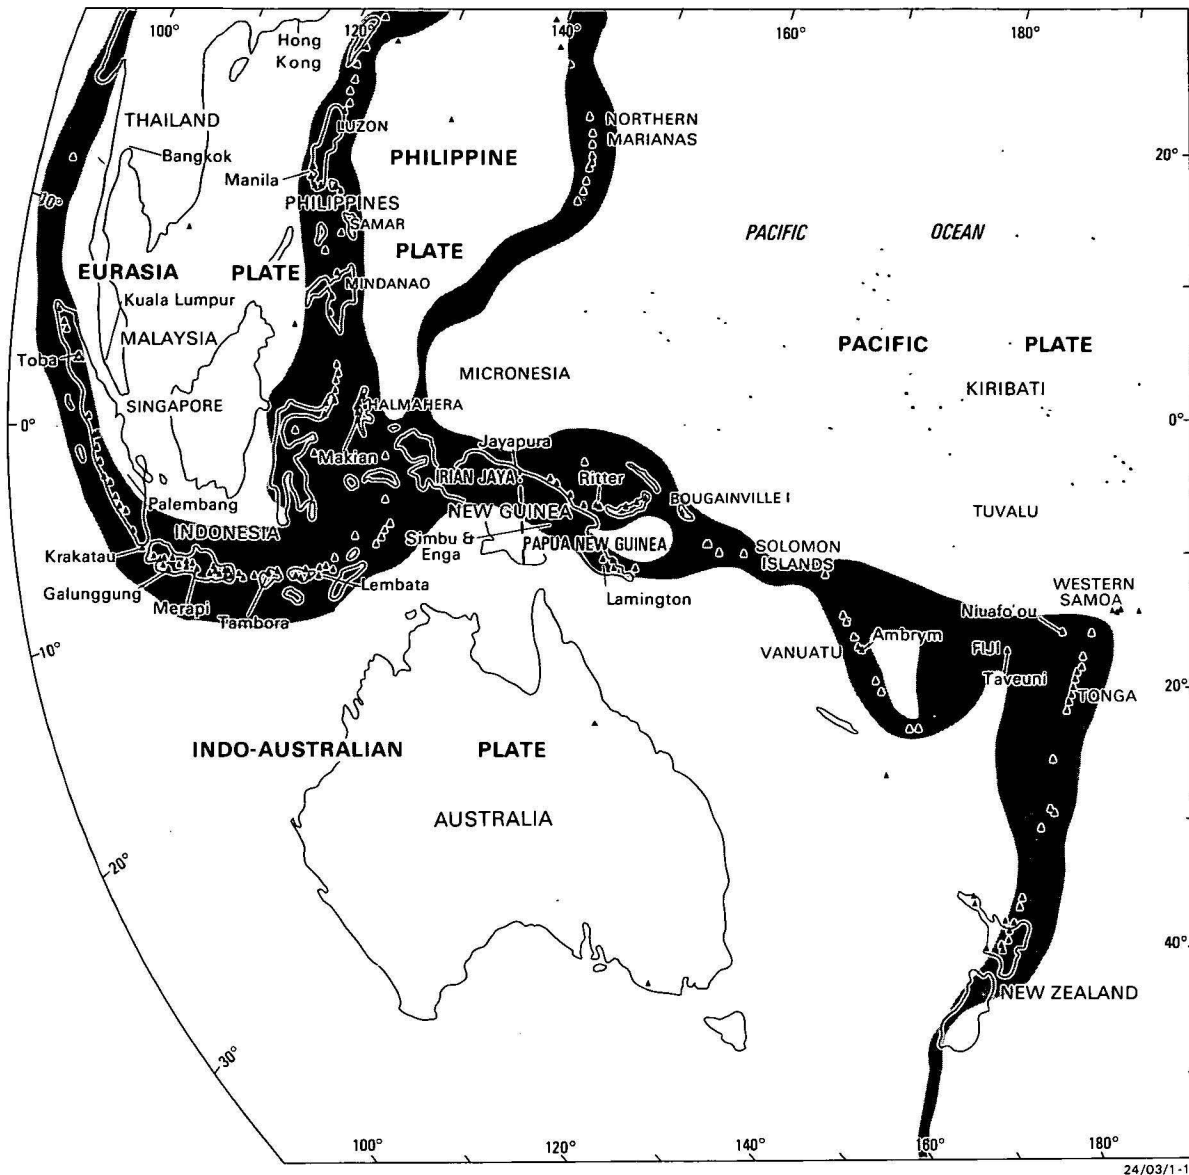 100°
Hong
Kong
120°
140°
160°
180°
THAILAND
Bangkok
LUZON
NORTHERN
MARIANAS
PHILIPPINE
20°
Manila
10°
PHILIPPINES
SAMAR
PACIFIC OCEAN
PLATE
EURASIA PLATE
MINDANAO
Kuala Lumpur
MALAYSIA
PACIFIC PLATE
Toba
MICRONESIA
KIRIBATI
SINGAPORE
HALMAHERA
0°
0°
Makian
Jayapura
IRIAN JAYA
Ritter
BOUGAINVILLE I
Palembang
NEW GUINEA
TUVALU
INDONESIA
Simbu &
Enga
PAPUA NEW GUINEA
SOLOMON
ISLANDS
Krakatau
Galunggung
Merapi
Tambora
Lembata
Lamington
WESTERN
SAMOA
Niuafo'ou
10°
VANUATU
Ambrym
FIJI
Taveuni
TONGA
20°
INDO-AUSTRALIAN PLATE
AUSTRALIA
20°
40°
NEW ZEALAND
30°
100°
120°
140°
160°
180°
24/03/1-1